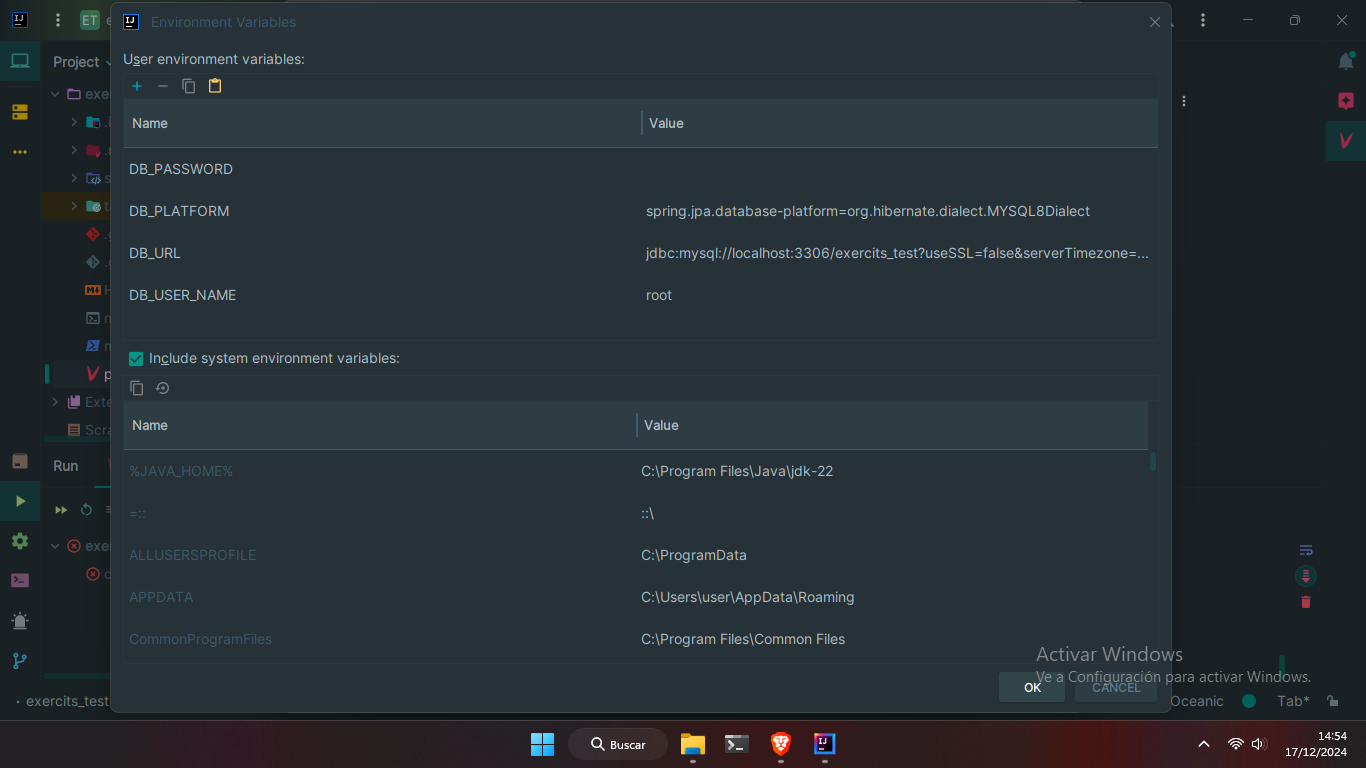 ET
Environment Variables
Project
User environment variables:
Name Value
DB_PASSWORD
DB_PLATFORM spring.jpa.database-platform=org.hibernate.dialect.MYSQL8Dialect
DB_URL jdbc:mysql://localhost:3306/exercits_test?useSSL=false&serverTimezone=...
DB_USER_NAME root
Include system environment variables:
Name Value
%JAVA_HOME% C:\Program Files\Java\jdk-22
=:: ::\
ALLUSERSPROFILE C:\ProgramData
APPDATA C:\Users\user\AppData\Roaming
CommonProgramFiles C:\Program Files\Common Files
Run
Activar Windows
Ve a Configuración para activar Windows.
OK CANCEL
exercits_test
Oceanic Tab*
Buscar
14:54
17/12/2024